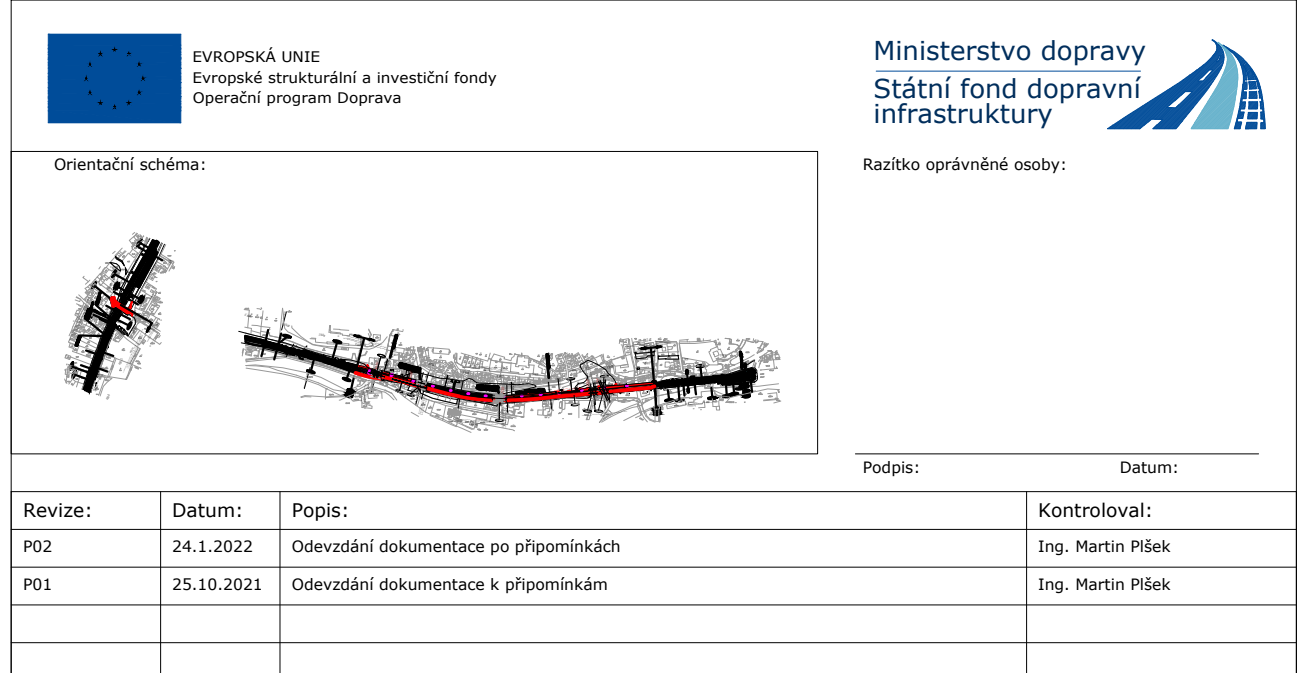 EVROPSKÁ UNIE
Evropské strukturální a investiční fondy
Operační program Doprava
Ministerstvo dopravy
Státní fond dopravní
infrastruktury
Orientační schéma:
Razítko oprávněné osoby:
Podpis: Datum:
Revize: Datum: Popis: Kontroloval:
P02 24.1.2022 Odevzdání dokumentace po připomínkách Ing. Martin Plšek
P01 25.10.2021 Odevzdání dokumentace k připomínkám Ing. Martin Plšek